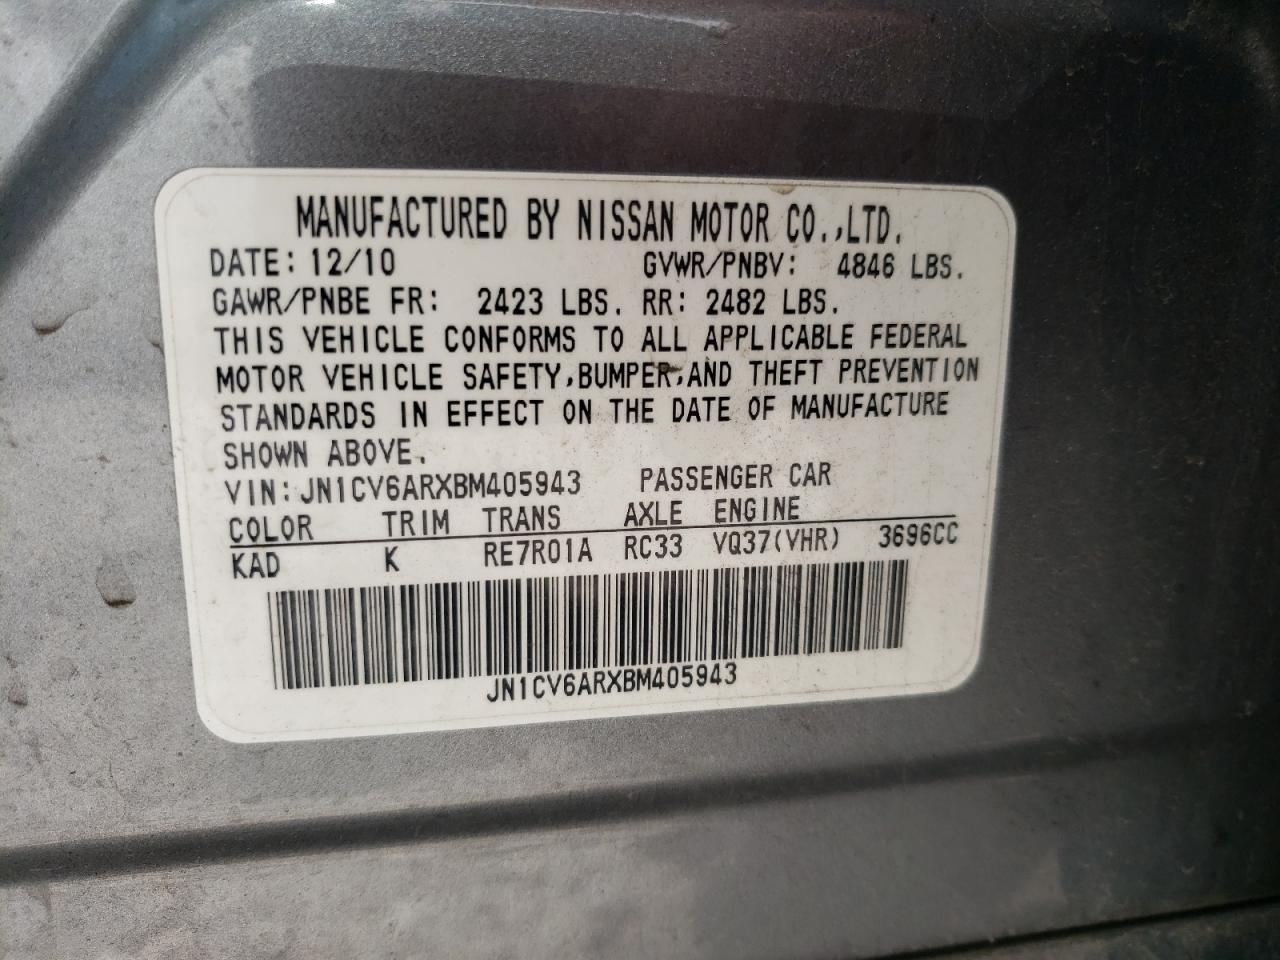 MANUFACTURED BY NISSAN MOTOR CO.,LTD.
DATE: 12/10 GVWR/PNBV: 4846 LBS.
GAWR/PNBE FR: 2423 LBS. RR: 2482 LBS.
THIS VEHICLE CONFORMS TO ALL APPLICABLE FEDERAL
MOTOR VEHICLE SAFETY,BUMPER,AND THEFT PREVENTION
STANDARDS IN EFFECT ON THE DATE OF MANUFACTURE
SHOWN ABOVE.
VIN: JN1CV6ARXBM405943 PASSENGER CAR
COLOR TRIM TRANS AXLE ENGINE
KAD K RE7R01A RC33 VQ37(VHR) 3696CC
JN1CV6ARXBM405943